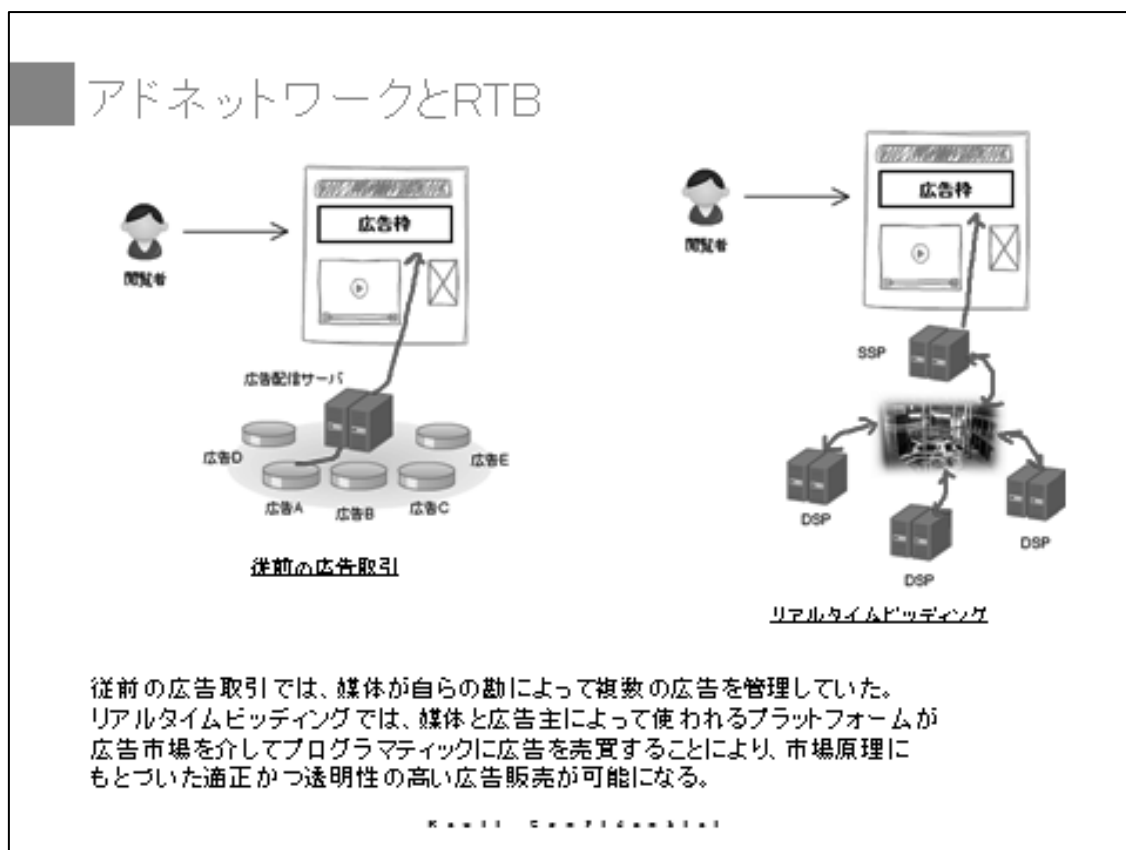 アドネットワークとRTB
広告枠
閲覧者
広告配信サーバ
広告D
広告E
広告A
広告B
広告C
従前の広告取引
広告枠
閲覧者
SSP
DSP
DSP
DSP
リアルタイムビッディング
従前の広告取引では、媒体が自らの勘によって複数の広告を管理していた。
リアルタイムビッディングでは、媒体と広告主によって使われるプラットフォームが
広告市場を介してプログラマティックに広告を売買することにより、市場原理に
もとづいた適正かつ透明性の高い広告販売が可能になる。
Confidential